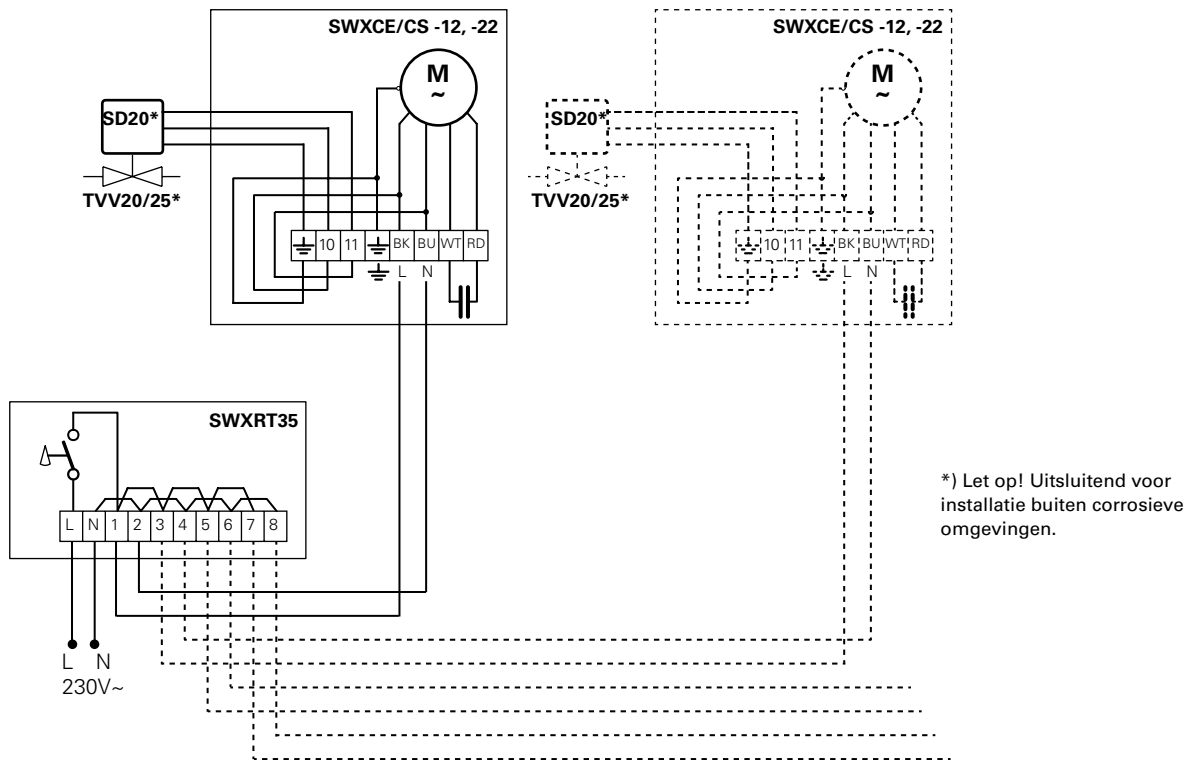 SWXCE/CS -12, -22
M
~
SD20*
TVV20/25*
10 11 BK BU WT RD
L N
SWXCE/CS -12, -22
M
~
SD20*
TVV20/25*
10 11 BK BU WT RD
L N
SWXRT35
L N 1 2 3 4 5 6 7 8
L N
230V~
*) Let op! Uitsluitend voor
installatie buiten corrosieve
omgevingen.